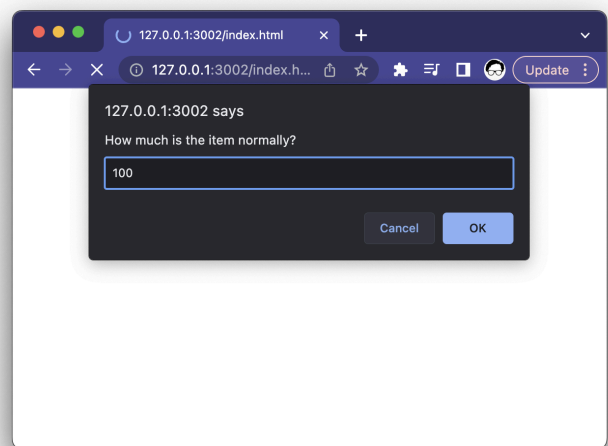 127.0.0.1:3002/index.html
127.0.0.1:3002/index.h...
Update
127.0.0.1:3002 says
How much is the item normally?
100
Cancel
OK